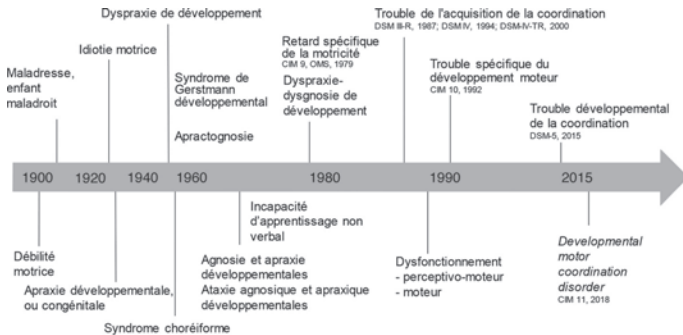 Dyspraxie de développement
Trouble de l'acquisition de la coordination
DSM III-R, 1987; DSM IV, 1994; DSM-IV-TR, 2000
Idiotie motrice
Retard spécifique
de la motricité
CIM 9, OMS, 1979
Maladresse,
enfant
maladroit
Syndrome de
Gerstmann
développemental
Dyspraxie-
dysgnosie de
développement
Trouble spécifique du
développement moteur
CIM 10, 1992
Apractognosie
Trouble développemental
de la coordination
DSM-5, 2015
1900
1920
1940
1960
1980
1990
2015
Débilité
motrice
Apraxie développementale,
ou congénitale
Syndrome choréiforme
Incapacité
d'apprentissage non
verbal
Agnosie et apraxie
développementales
Ataxie agnosique et apraxique
développementales
Dysfonctionnement
- perceptivo-moteur
- moteur
Developmental
motor
coordination
disorder
CIM 11, 2018